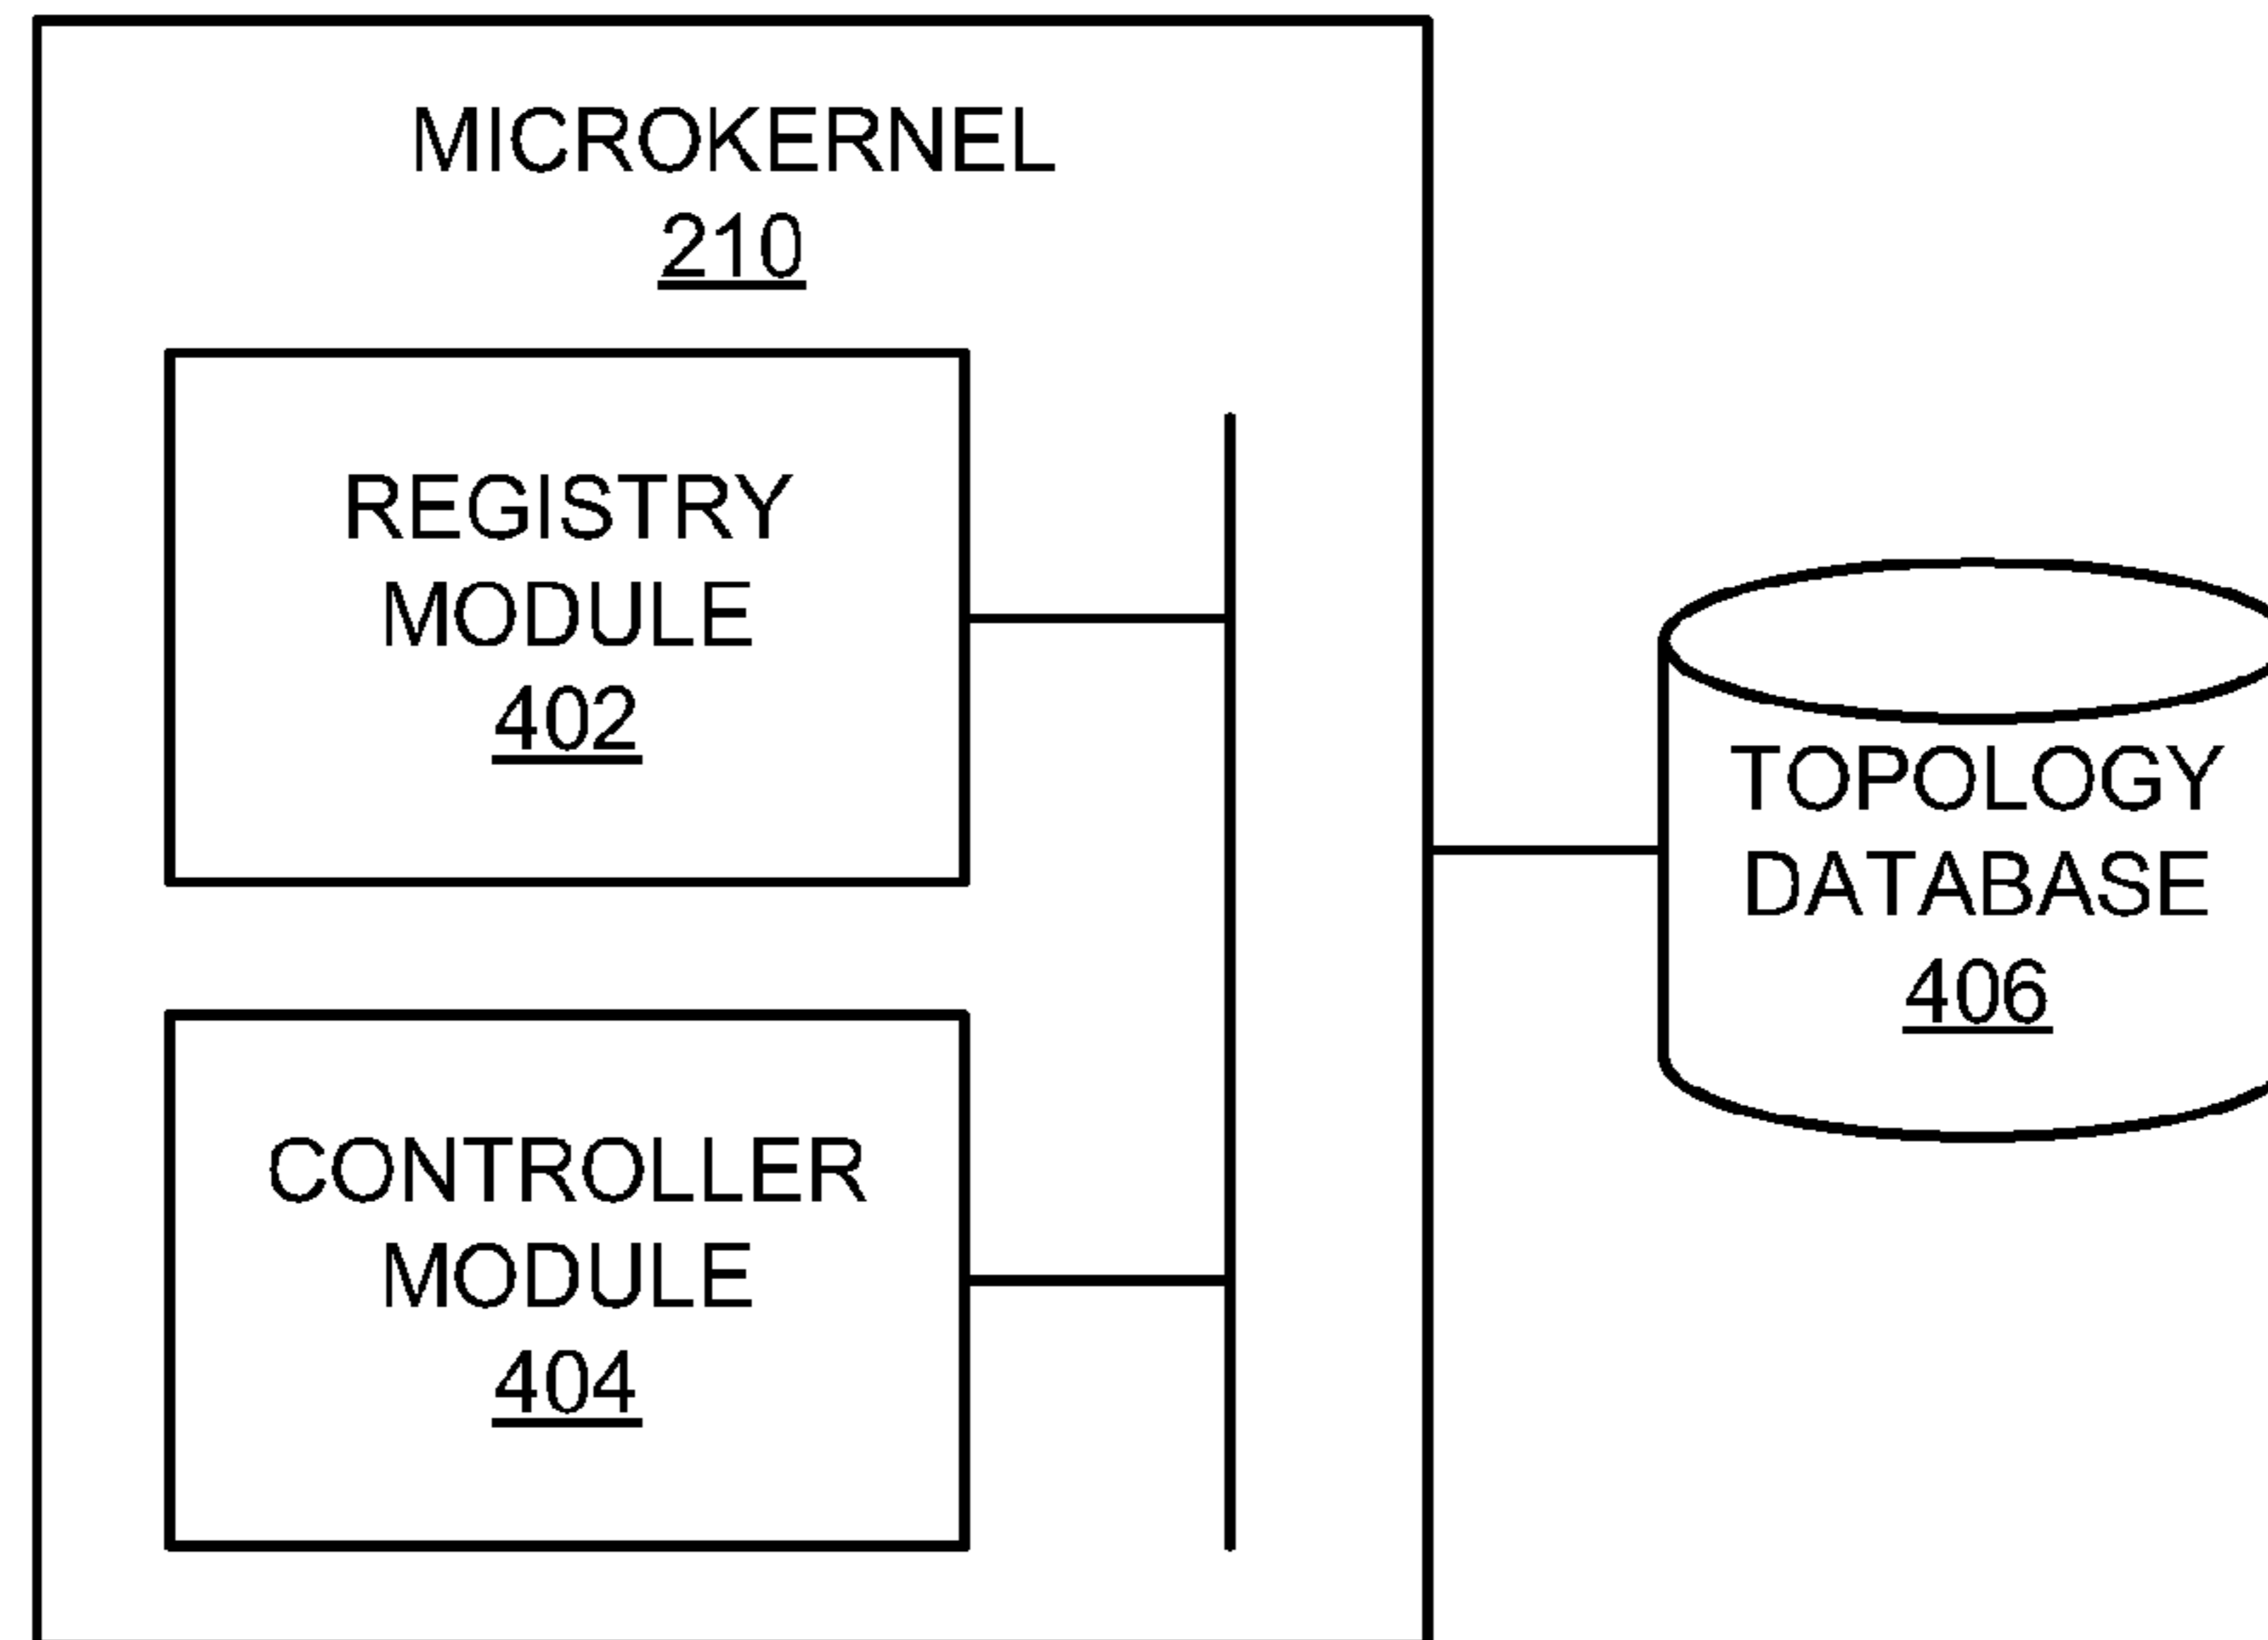 MICROKERNEL
210
REGISTRY
MODULE
402
TOPOLOGY
DATABASE
406
CONTROLLER
MODULE
404